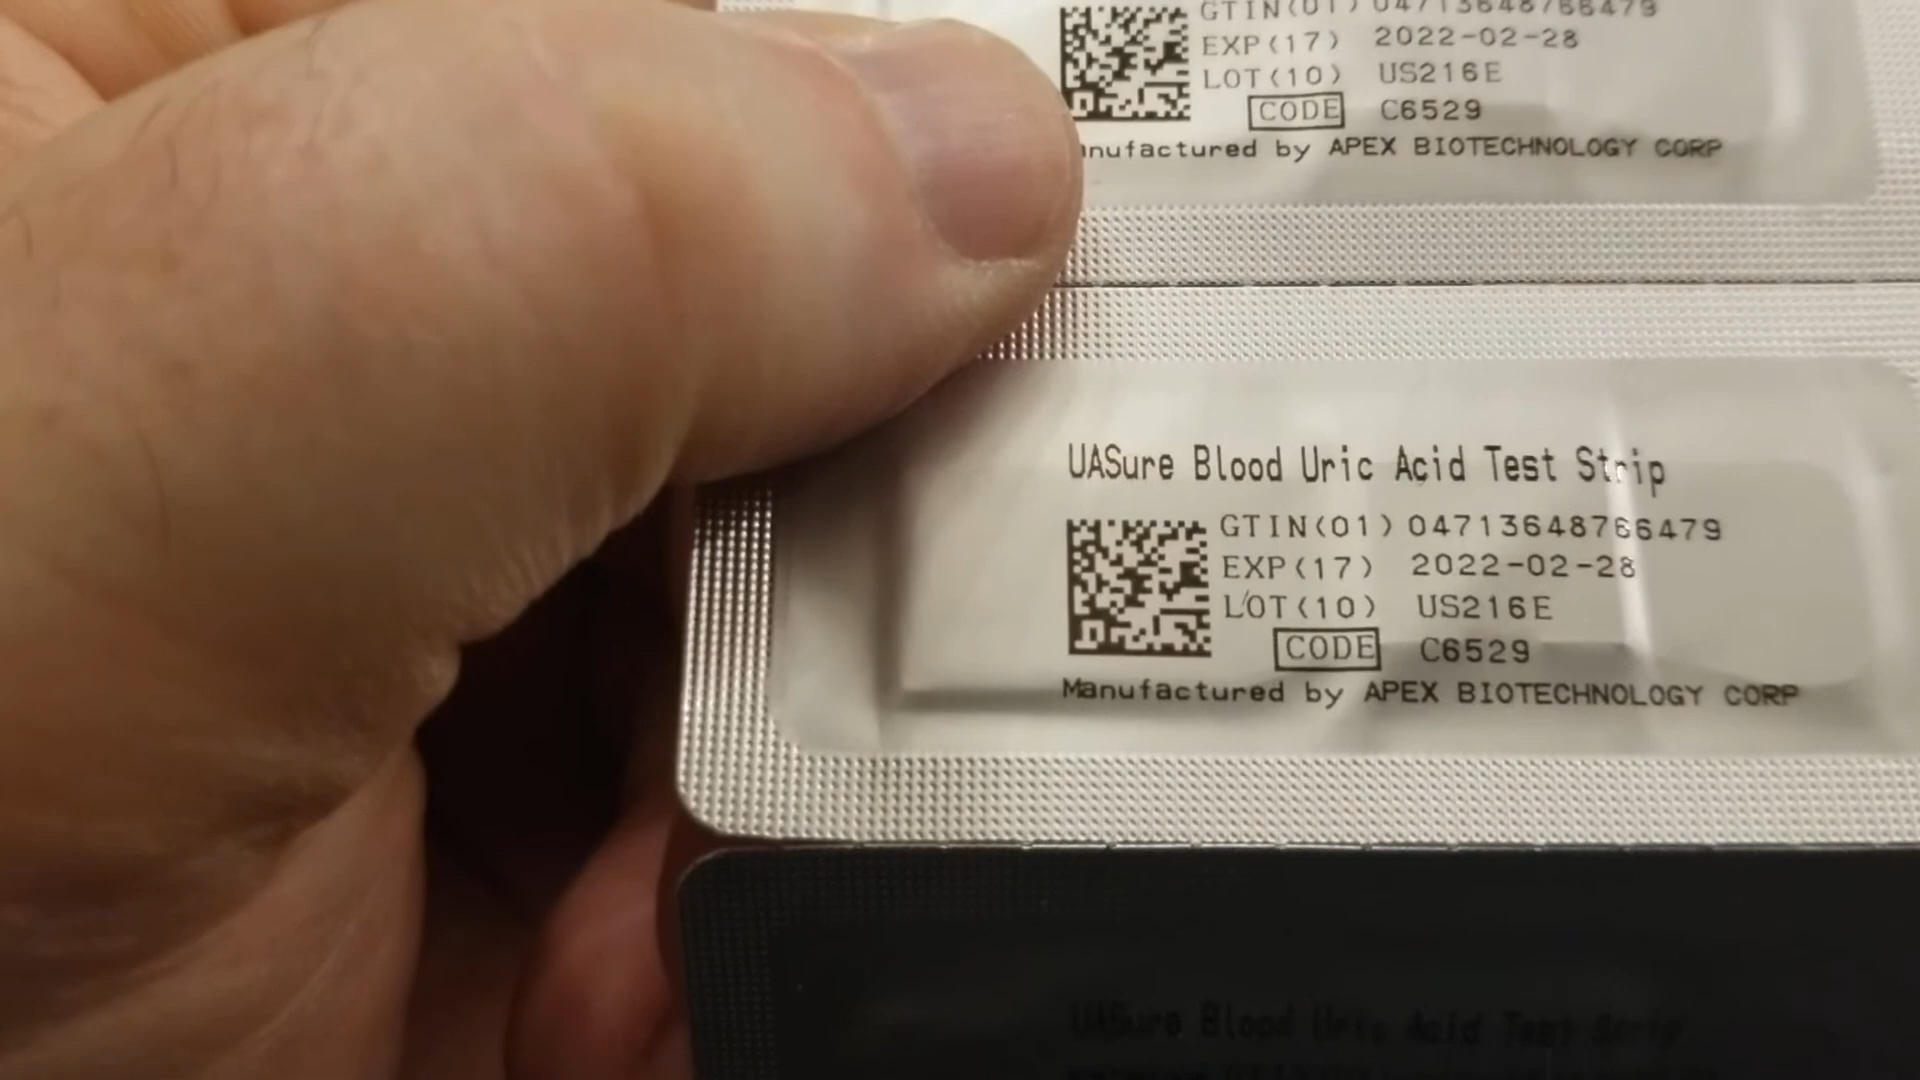 GTIN(01) 04713648766479
EXP(17) 2022-02-28
LOT(10) US216E
CODE C6529
anufactured by APEX BIOTECHNOLOGY CORP
UASure Blood Uric Acid Test Strip
GTIN(01) 04713648766479
EXP(17) 2022-02-28
LOT(10) US216E
CODE C6529
Manufactured by APEX BIOTECHNOLOGY CORP
UASure Blood Uric Acid Test Strip